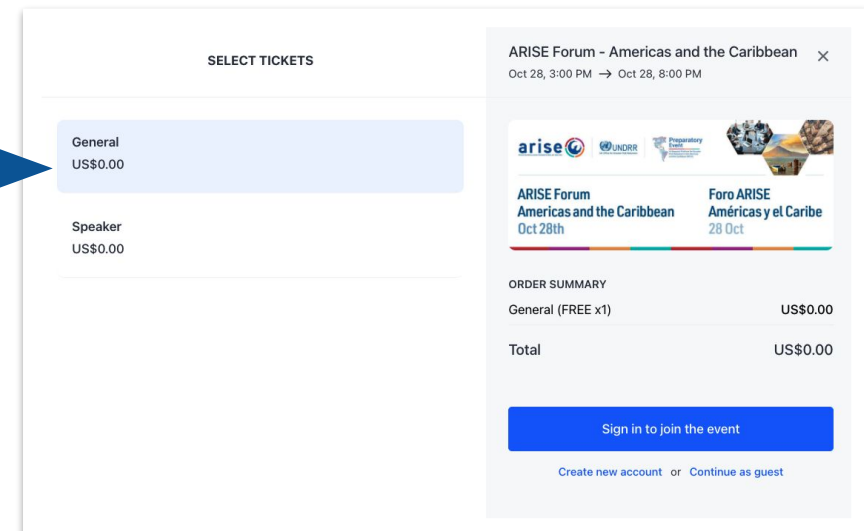 SELECT TICKETS
General
US$0.00
Speaker
US$0.00
ARISE Forum - Americas and the Caribbean
Oct 28, 3:00 PM → Oct 28, 8:00 PM
arise
UNDRR
Preparatory
Event
ARISE Forum
Americas and the Caribbean
Oct 28th
Foro ARISE
Américas y el Caribe
28 Oct
ORDER SUMMARY
General (FREE x1) US$0.00
Total US$0.00
Sign in to join the event
Create new account or Continue as guest